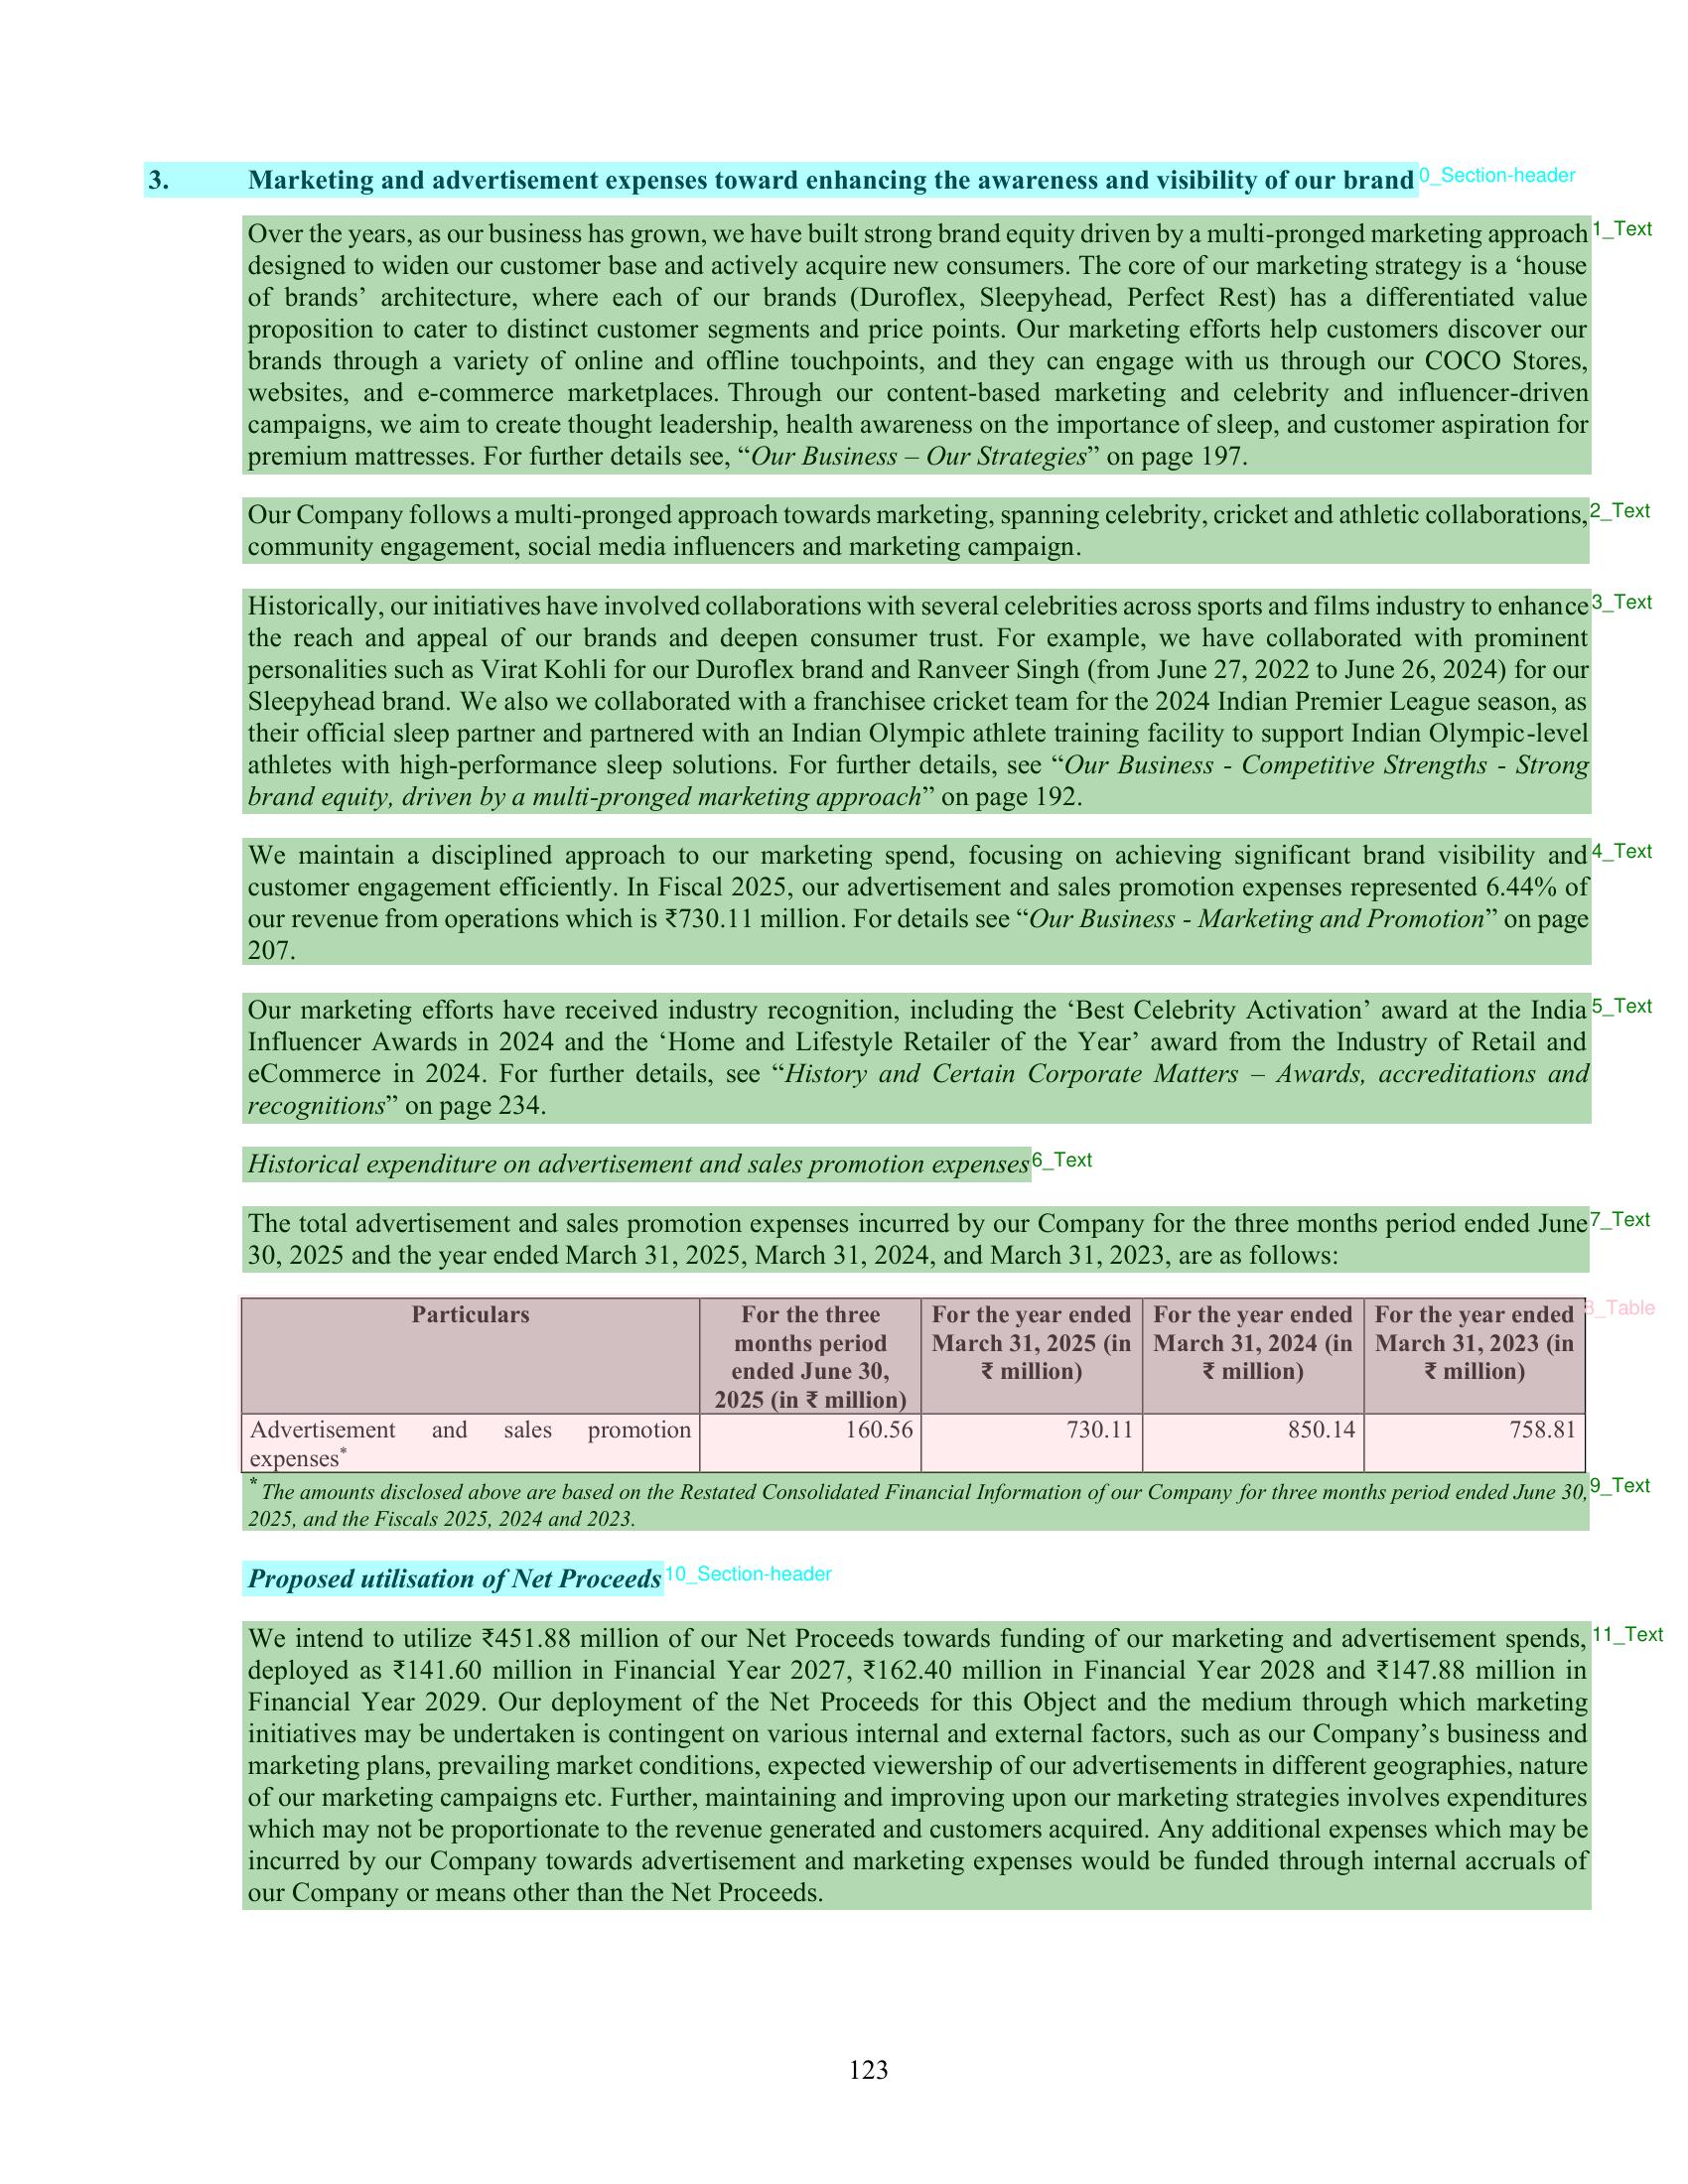 3. Marketing and advertisement expenses toward enhancing the awareness and visibility of our brand 0_Section-header
Over the years, as our business has grown, we have built strong brand equity driven by a multi-pronged marketing approach 1_Text
designed to widen our customer base and actively acquire new consumers. The core of our marketing strategy is a ‘house
of brands’ architecture, where each of our brands (Duroflex, Sleepyhead, Perfect Rest) has a differentiated value
proposition to cater to distinct customer segments and price points. Our marketing efforts help customers discover our
brands through a variety of online and offline touchpoints, and they can engage with us through our COCO Stores,
websites, and e-commerce marketplaces. Through our content-based marketing and celebrity and influencer-driven
campaigns, we aim to create thought leadership, health awareness on the importance of sleep, and customer aspiration for
premium mattresses. For further details see, “Our Business – Our Strategies” on page 197.
Our Company follows a multi-pronged approach towards marketing, spanning celebrity, cricket and athletic collaborations, 2_Text
community engagement, social media influencers and marketing campaign.
Historically, our initiatives have involved collaborations with several celebrities across sports and films industry to enhance 3_Text
the reach and appeal of our brands and deepen consumer trust. For example, we have collaborated with prominent
personalities such as Virat Kohli for our Duroflex brand and Ranveer Singh (from June 27, 2022 to June 26, 2024) for our
Sleepyhead brand. We also we collaborated with a franchisee cricket team for the 2024 Indian Premier League season, as
their official sleep partner and partnered with an Indian Olympic athlete training facility to support Indian Olympic-level
athletes with high-performance sleep solutions. For further details, see “Our Business - Competitive Strengths - Strong
brand equity, driven by a multi-pronged marketing approach” on page 192.
We maintain a disciplined approach to our marketing spend, focusing on achieving significant brand visibility and 4_Text
customer engagement efficiently. In Fiscal 2025, our advertisement and sales promotion expenses represented 6.44% of
our revenue from operations which is ₹730.11 million. For details see “Our Business - Marketing and Promotion” on page
207.
Our marketing efforts have received industry recognition, including the ‘Best Celebrity Activation’ award at the India 5_Text
Influencer Awards in 2024 and the ‘Home and Lifestyle Retailer of the Year’ award from the Industry of Retail and
eCommerce in 2024. For further details, see “History and Certain Corporate Matters – Awards, accreditations and
recognitions” on page 234.
Historical expenditure on advertisement and sales promotion expenses 6_Text
The total advertisement and sales promotion expenses incurred by our Company for the three months period ended June 7_Text
30, 2025 and the year ended March 31, 2025, March 31, 2024, and March 31, 2023, are as follows:
Particulars For the three For the year ended For the year ended For the year ended 8_Table
months period March 31, 2025 (in March 31, 2024 (in March 31, 2023 (in
ended June 30, ₹ million) ₹ million) ₹ million)
2025 (in ₹ million)
Advertisement and sales promotion 160.56 730.11 850.14 758.81
expenses*
* The amounts disclosed above are based on the Restated Consolidated Financial Information of our Company for three months period ended June 30, 9_Text
2025, and the Fiscals 2025, 2024 and 2023.
Proposed utilisation of Net Proceeds 10_Section-header
We intend to utilize ₹451.88 million of our Net Proceeds towards funding of our marketing and advertisement spends, 11_Text
deployed as ₹141.60 million in Financial Year 2027, ₹162.40 million in Financial Year 2028 and ₹147.88 million in
Financial Year 2029. Our deployment of the Net Proceeds for this Object and the medium through which marketing
initiatives may be undertaken is contingent on various internal and external factors, such as our Company’s business and
marketing plans, prevailing market conditions, expected viewership of our advertisements in different geographies, nature
of our marketing campaigns etc. Further, maintaining and improving upon our marketing strategies involves expenditures
which may not be proportionate to the revenue generated and customers acquired. Any additional expenses which may be
incurred by our Company towards advertisement and marketing expenses would be funded through internal accruals of
our Company or means other than the Net Proceeds.
123